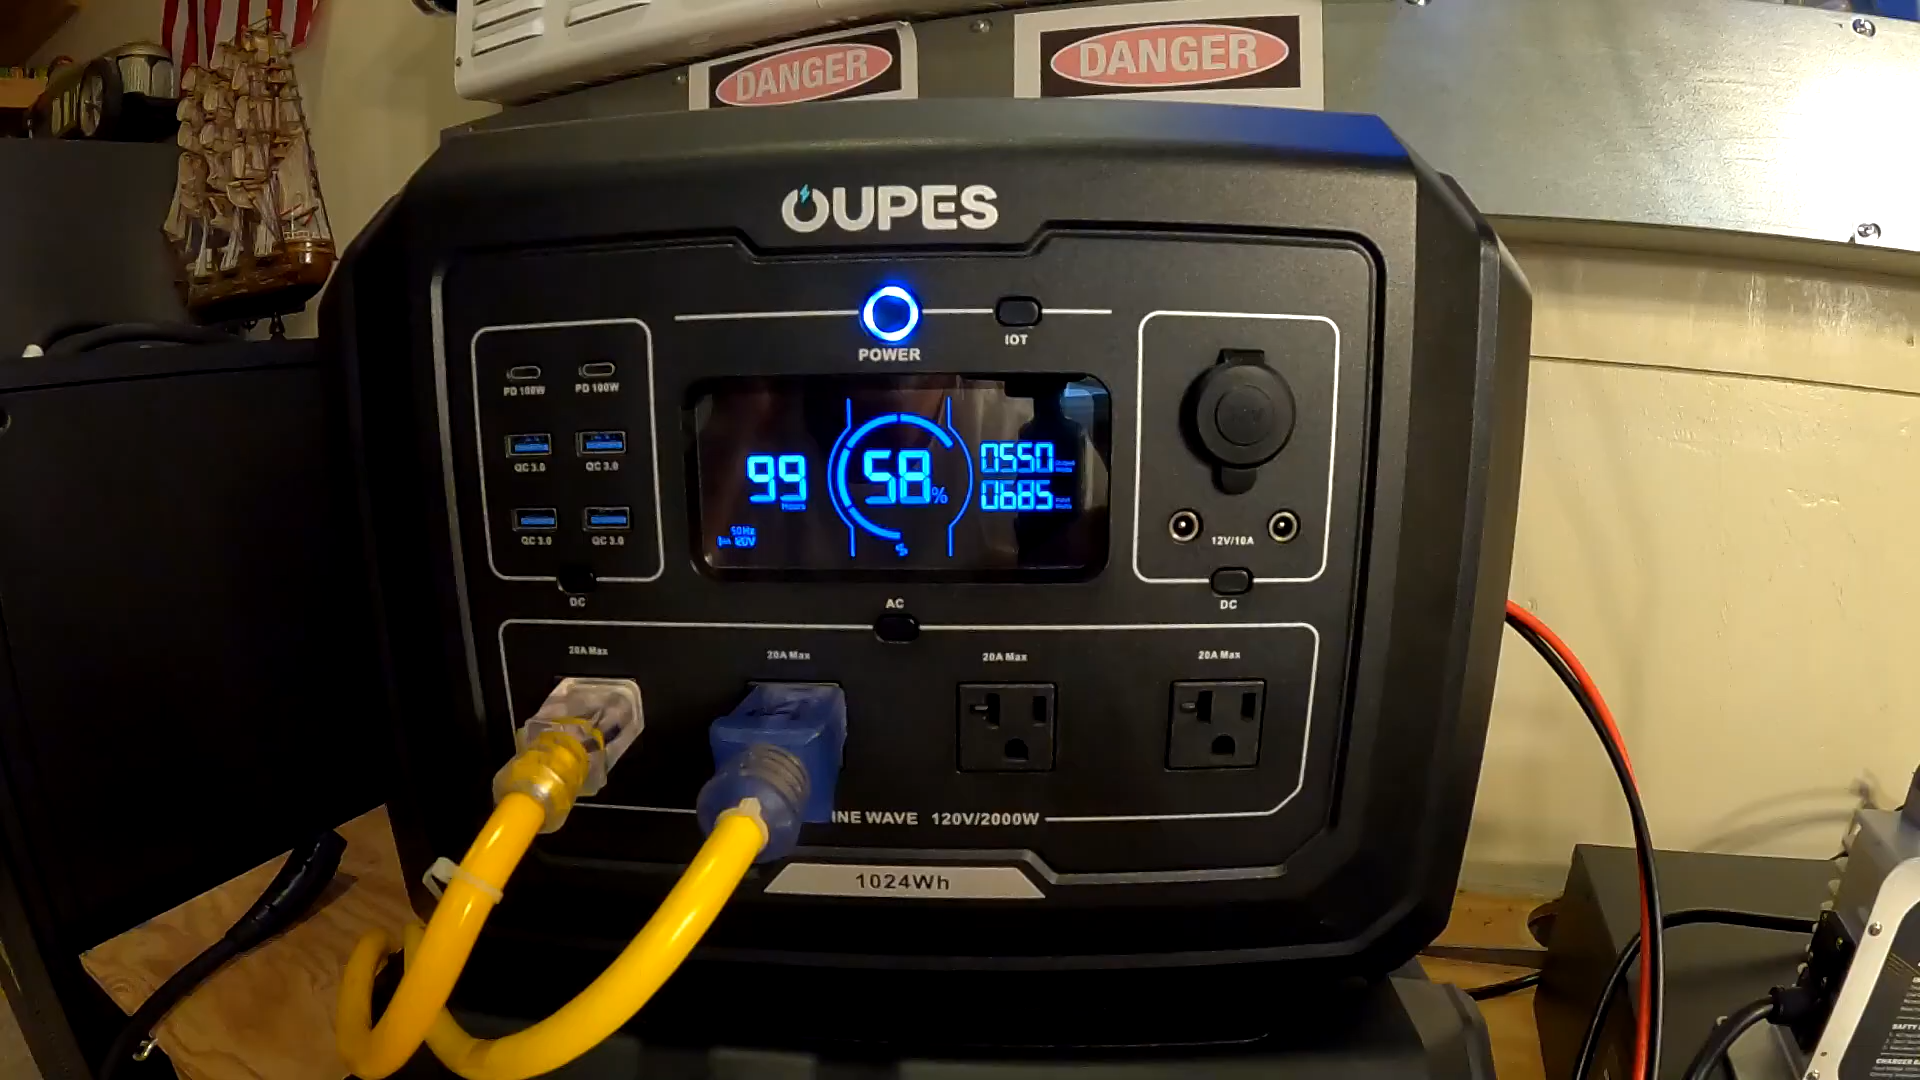 DANGER
DANGER
OUPES
POWER
IOT
PD 100W
PD 100W
QC 3.0
QC 3.0
QC 3.0
QC 3.0
DC
99
Hours
58%
0550
0685
50Hz
120V
12V/10A
DC
AC
20A Max
20A Max
20A Max
20A Max
INE WAVE 120V/2000W
1024Wh